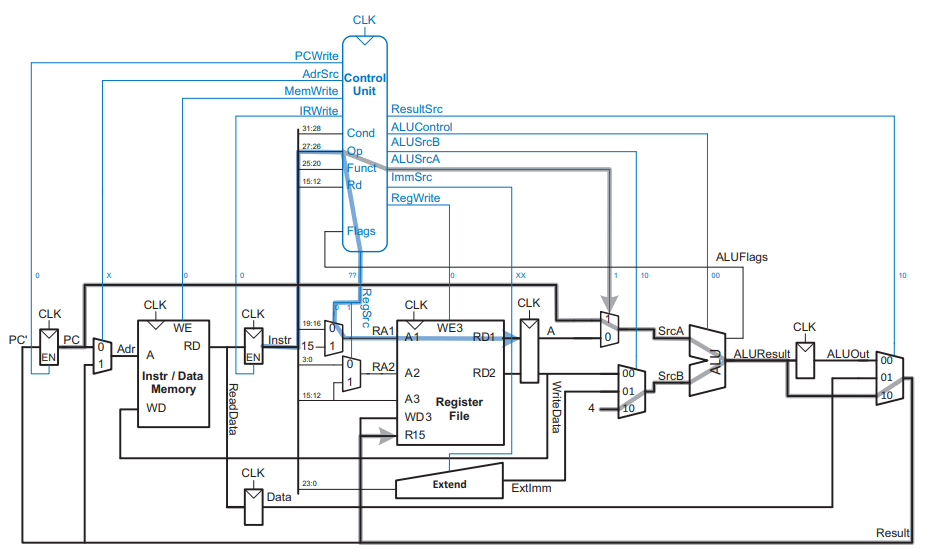 CLK
PCWrite
AdrSrc
MemWrite
IRWrite
Control
Unit
ResultSrc
ALUControl
ALUSrcB
ALUSrcA
ImmSrc
RegWrite
31:28
Cond
27:26
Op
25:20
Funct
15:12
Rd
Flags
ALUFlags
0
X
0
0
??
0
XX
1
10
00
10
RegSrc
0
1
CLK
PC'
EN
PC
0
1
Adr
CLK
WE
A
RD
Instr / Data
Memory
WD
ReadData
CLK
EN
Instr
19:16
15
0
1
RA1
3:0
0
1
RA2
15:12
CLK
WE3
A1
RD1
A2
RD2
A3
Register
File
WD3
R15
CLK
A
WriteData
1
0
SrcA
00
01
10
4
SrcB
ALU
ALUResult
CLK
ALUOut
00
01
10
CLK
Data
23:0
Extend
ExtImm
Result